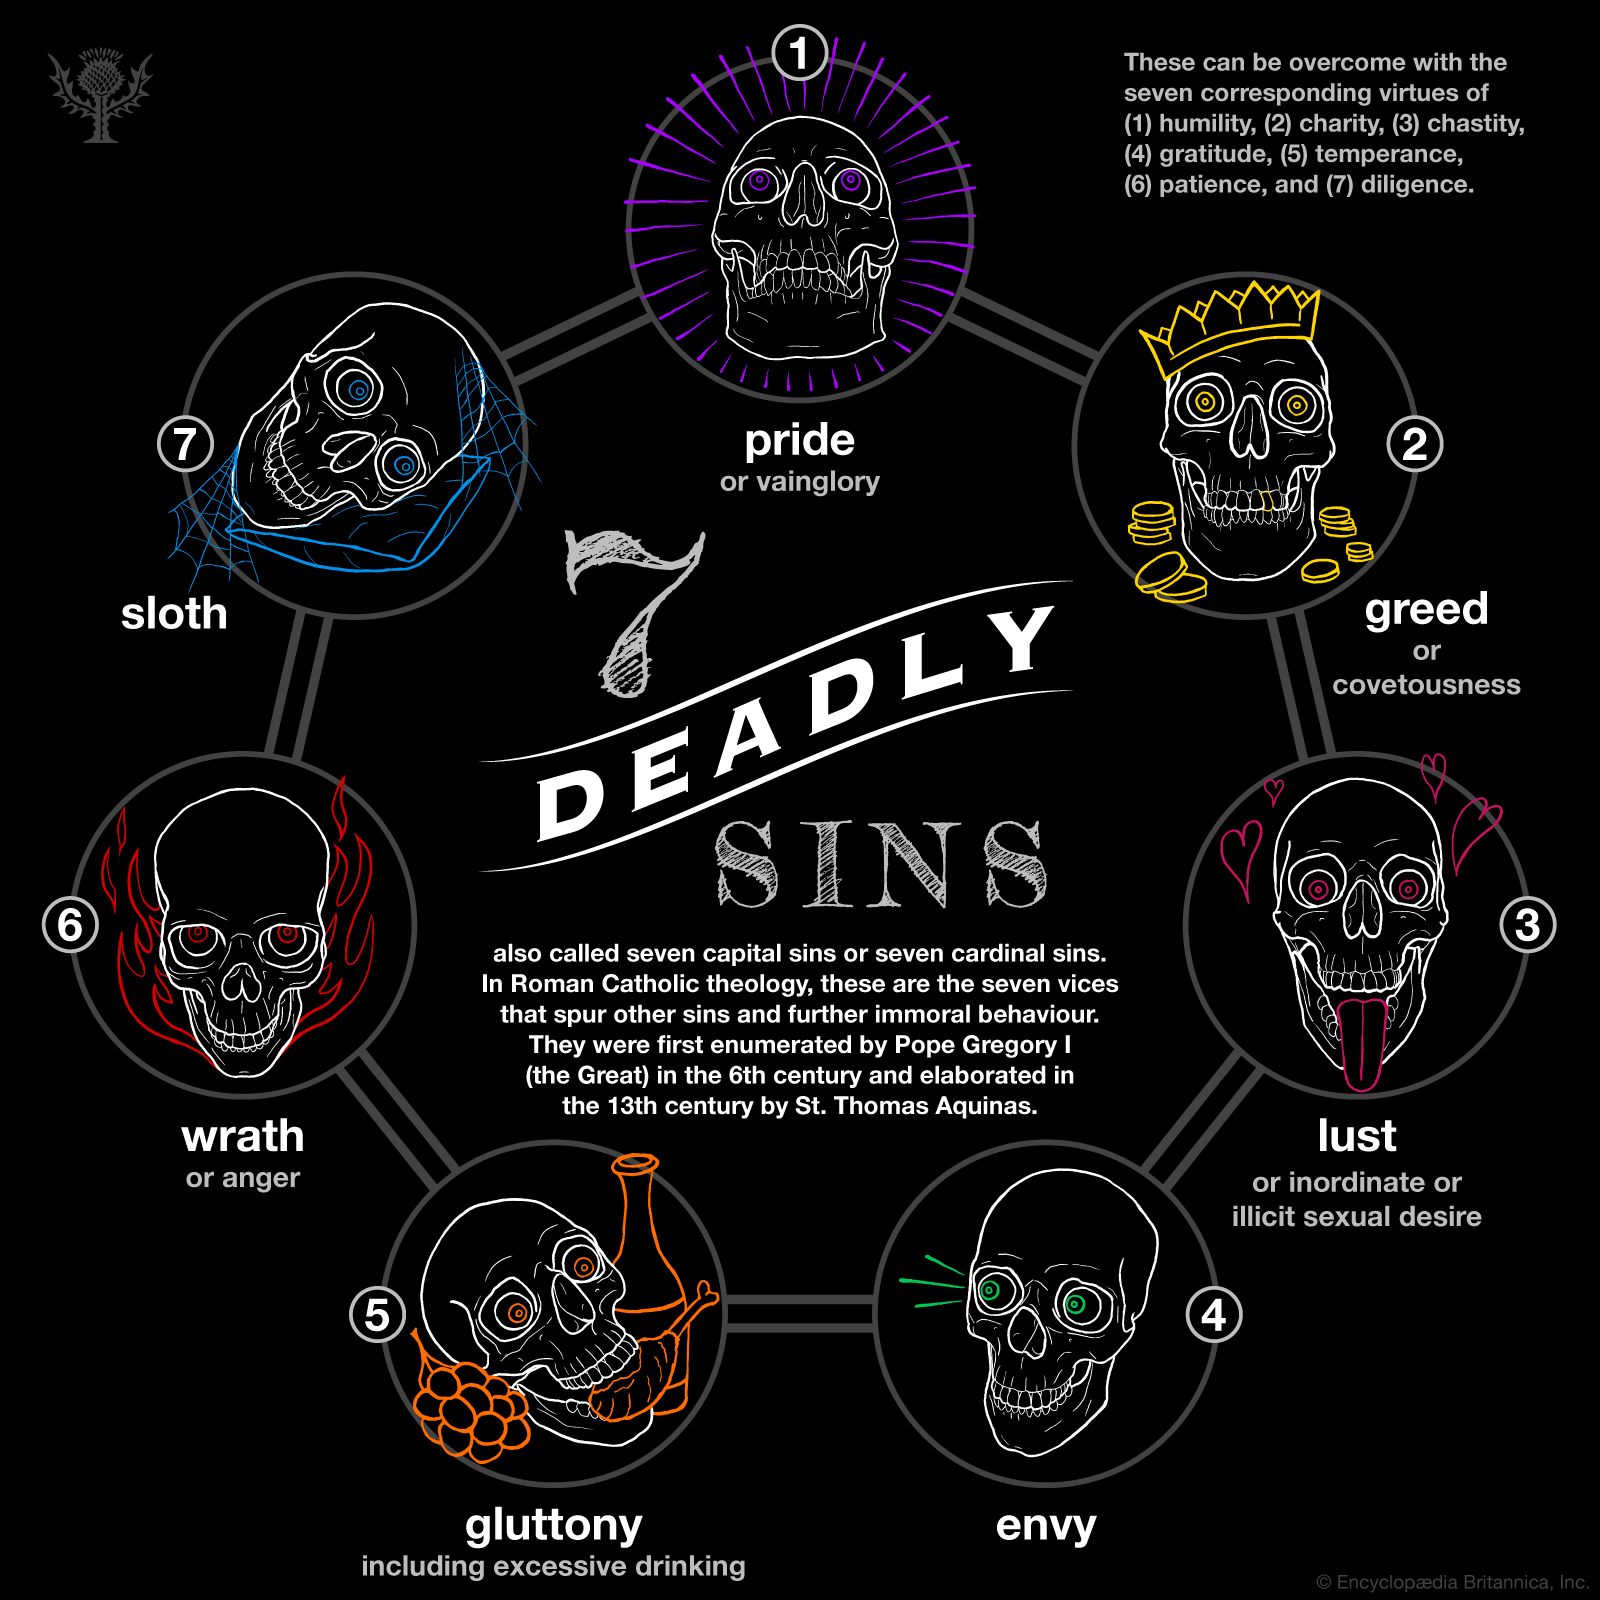 1
These can be overcome with the
seven corresponding virtues of
(1) humility, (2) charity, (3) chastity,
(4) gratitude, (5) temperance,
(6) patience, and (7) diligence.
pride
or vainglory
2
greed
or
covetousness
7
sloth
7
DEADLY
SINS
also called seven capital sins or seven cardinal sins.
In Roman Catholic theology, these are the seven vices
that spur other sins and further immoral behaviour.
They were first enumerated by Pope Gregory I
(the Great) in the 6th century and elaborated in
the 13th century by St. Thomas Aquinas.
3
lust
or inordinate or
illicit sexual desire
6
wrath
or anger
4
envy
5
gluttony
including excessive drinking
© Encyclopædia Britannica, Inc.